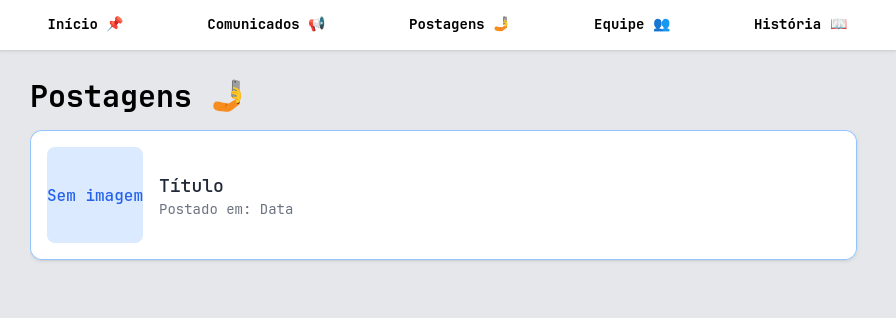 Início 📌 Comunicados 📢 Postagens 🤳 Equipe 👥 História 📖
Postagens 🤳
Sem imagem
Título
Postado em: Data